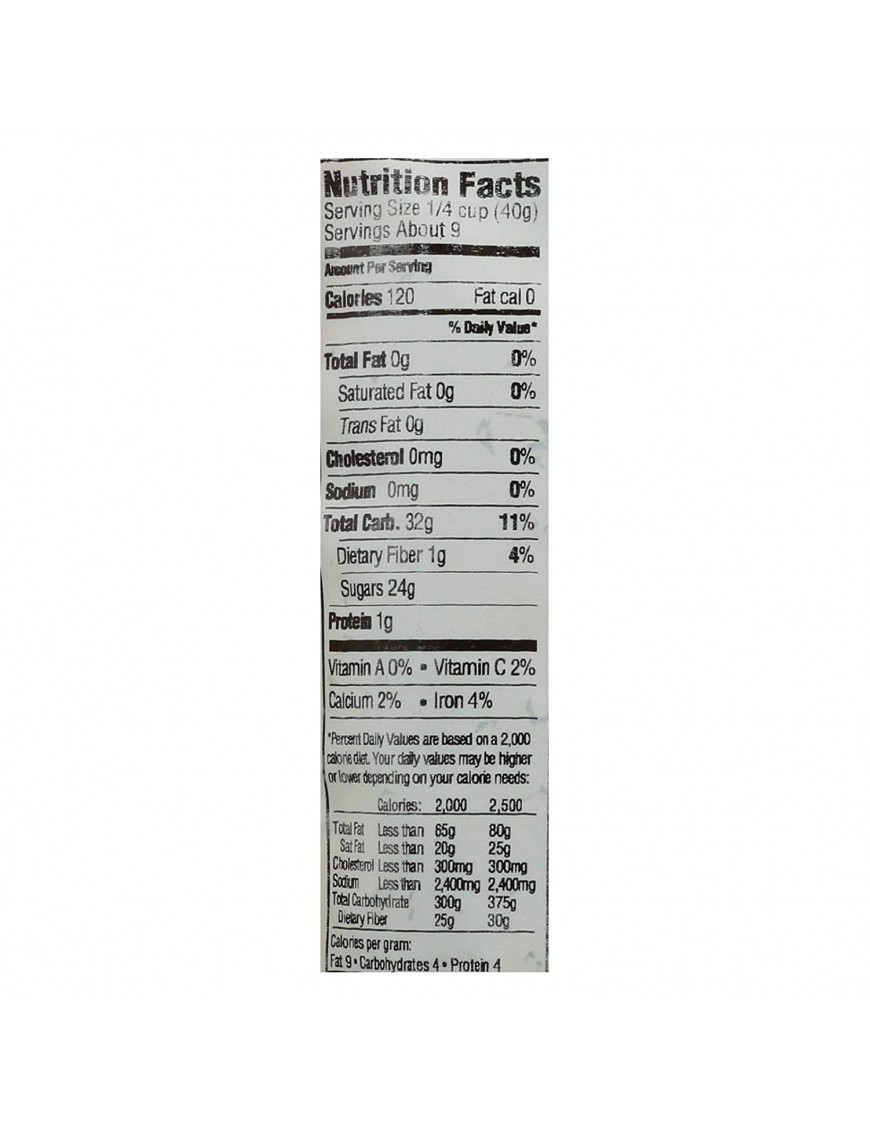 Nutrition Facts
Serving Size 1/4 cup (40g)
Servings About 9
Amount Per Serving
Calories 120 Fat cal 0
% Daily Value*
Total Fat 0g 0%
Saturated Fat 0g 0%
Trans Fat 0g
Cholesterol 0mg 0%
Sodium 0mg 0%
Total Carb. 32g 11%
Dietary Fiber 1g 4%
Sugars 24g
Protein 1g
Vitamin A 0% • Vitamin C 2%
Calcium 2% • Iron 4%
*Percent Daily Values are based on a 2,000
calorie diet. Your daily values may be higher
or lower depending on your calorie needs:
Calories: 2,000 2,500
Total Fat Less than 65g 80g
Sat Fat Less than 20g 25g
Cholesterol Less than 300mg 300mg
Sodium Less than 2,400mg 2,400mg
Total Carbohydrate 300g 375g
Dietary Fiber 25g 30g
Calories per gram:
Fat 9 • Carbohydrates 4 • Protein 4